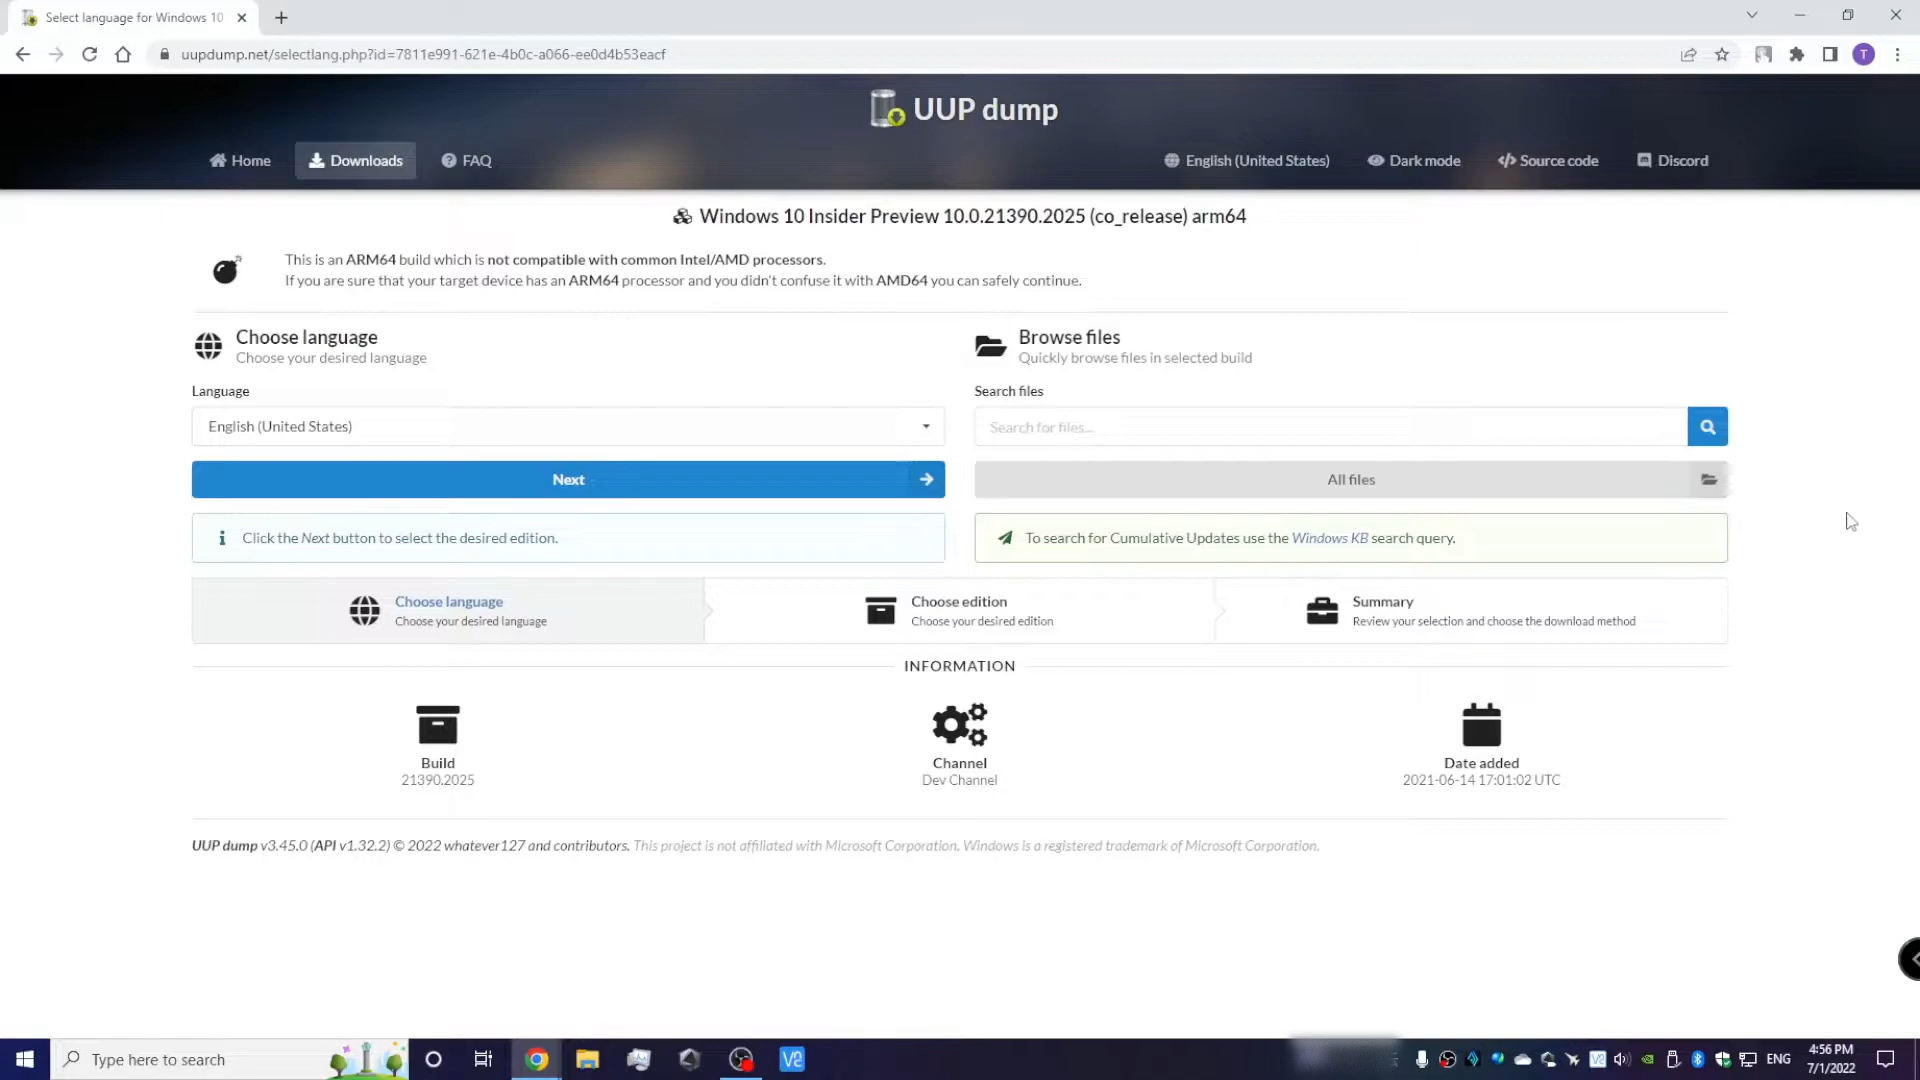 Select language for Windows 10
uupdump.net/selectlang.php?id=7811e991-621e-4b0c-a066-ee0d4b53eacf
T
UUP dump
Home
Downloads
FAQ
English (United States)
Dark mode
Source code
Discord
Windows 10 Insider Preview 10.0.21390.2025 (co_release) arm64
This is an ARM64 build which is not compatible with common Intel/AMD processors.
If you are sure that your target device has an ARM64 processor and you didn't confuse it with AMD64 you can safely continue.
Choose language
Choose your desired language
Language
English (United States)
Next
Click the Next button to select the desired edition.
Browse files
Quickly browse files in selected build
Search files
Search for files...
All files
To search for Cumulative Updates use the Windows KB search query.
Choose language
Choose your desired language
Choose edition
Choose your desired edition
Summary
Review your selection and choose the download method
INFORMATION
Build
21390.2025
Channel
Dev Channel
Date added
2021-06-14 17:01:02 UTC
UUP dump v3.45.0 (API v1.32.2) © 2022 whatever127 and contributors. This project is not affiliated with Microsoft Corporation. Windows is a registered trademark of Microsoft Corporation.
Type here to search
ENG
4:56 PM
7/1/2022